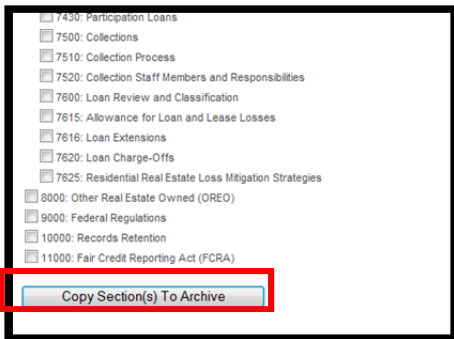 7430: Participation Loans
7500: Collections
7510: Collection Process
7520: Collection Staff Members and Responsibilities
7600: Loan Review and Classification
7615: Allowance for Loan and Lease Losses
7616: Loan Extensions
7620: Loan Charge-Offs
7625: Residential Real Estate Loss Mitigation Strategies
8000: Other Real Estate Owned (OREO)
9000: Federal Regulations
10000: Records Retention
11000: Fair Credit Reporting Act (FCRA)
Copy Section(s) To Archive